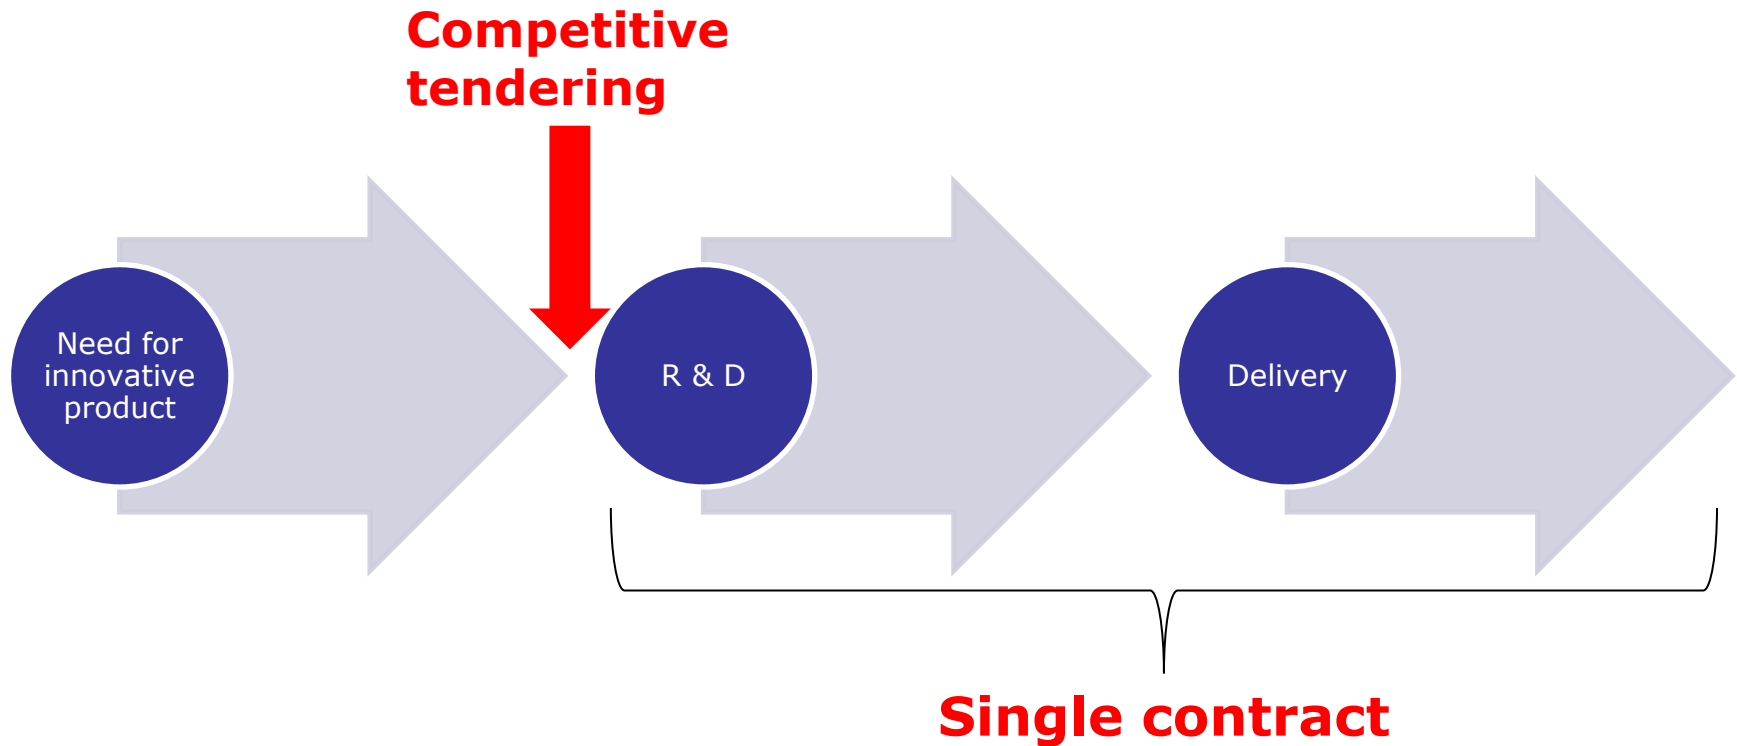 Competitive
tendering
Need for
innovative
product
R & D
Delivery
Single contract